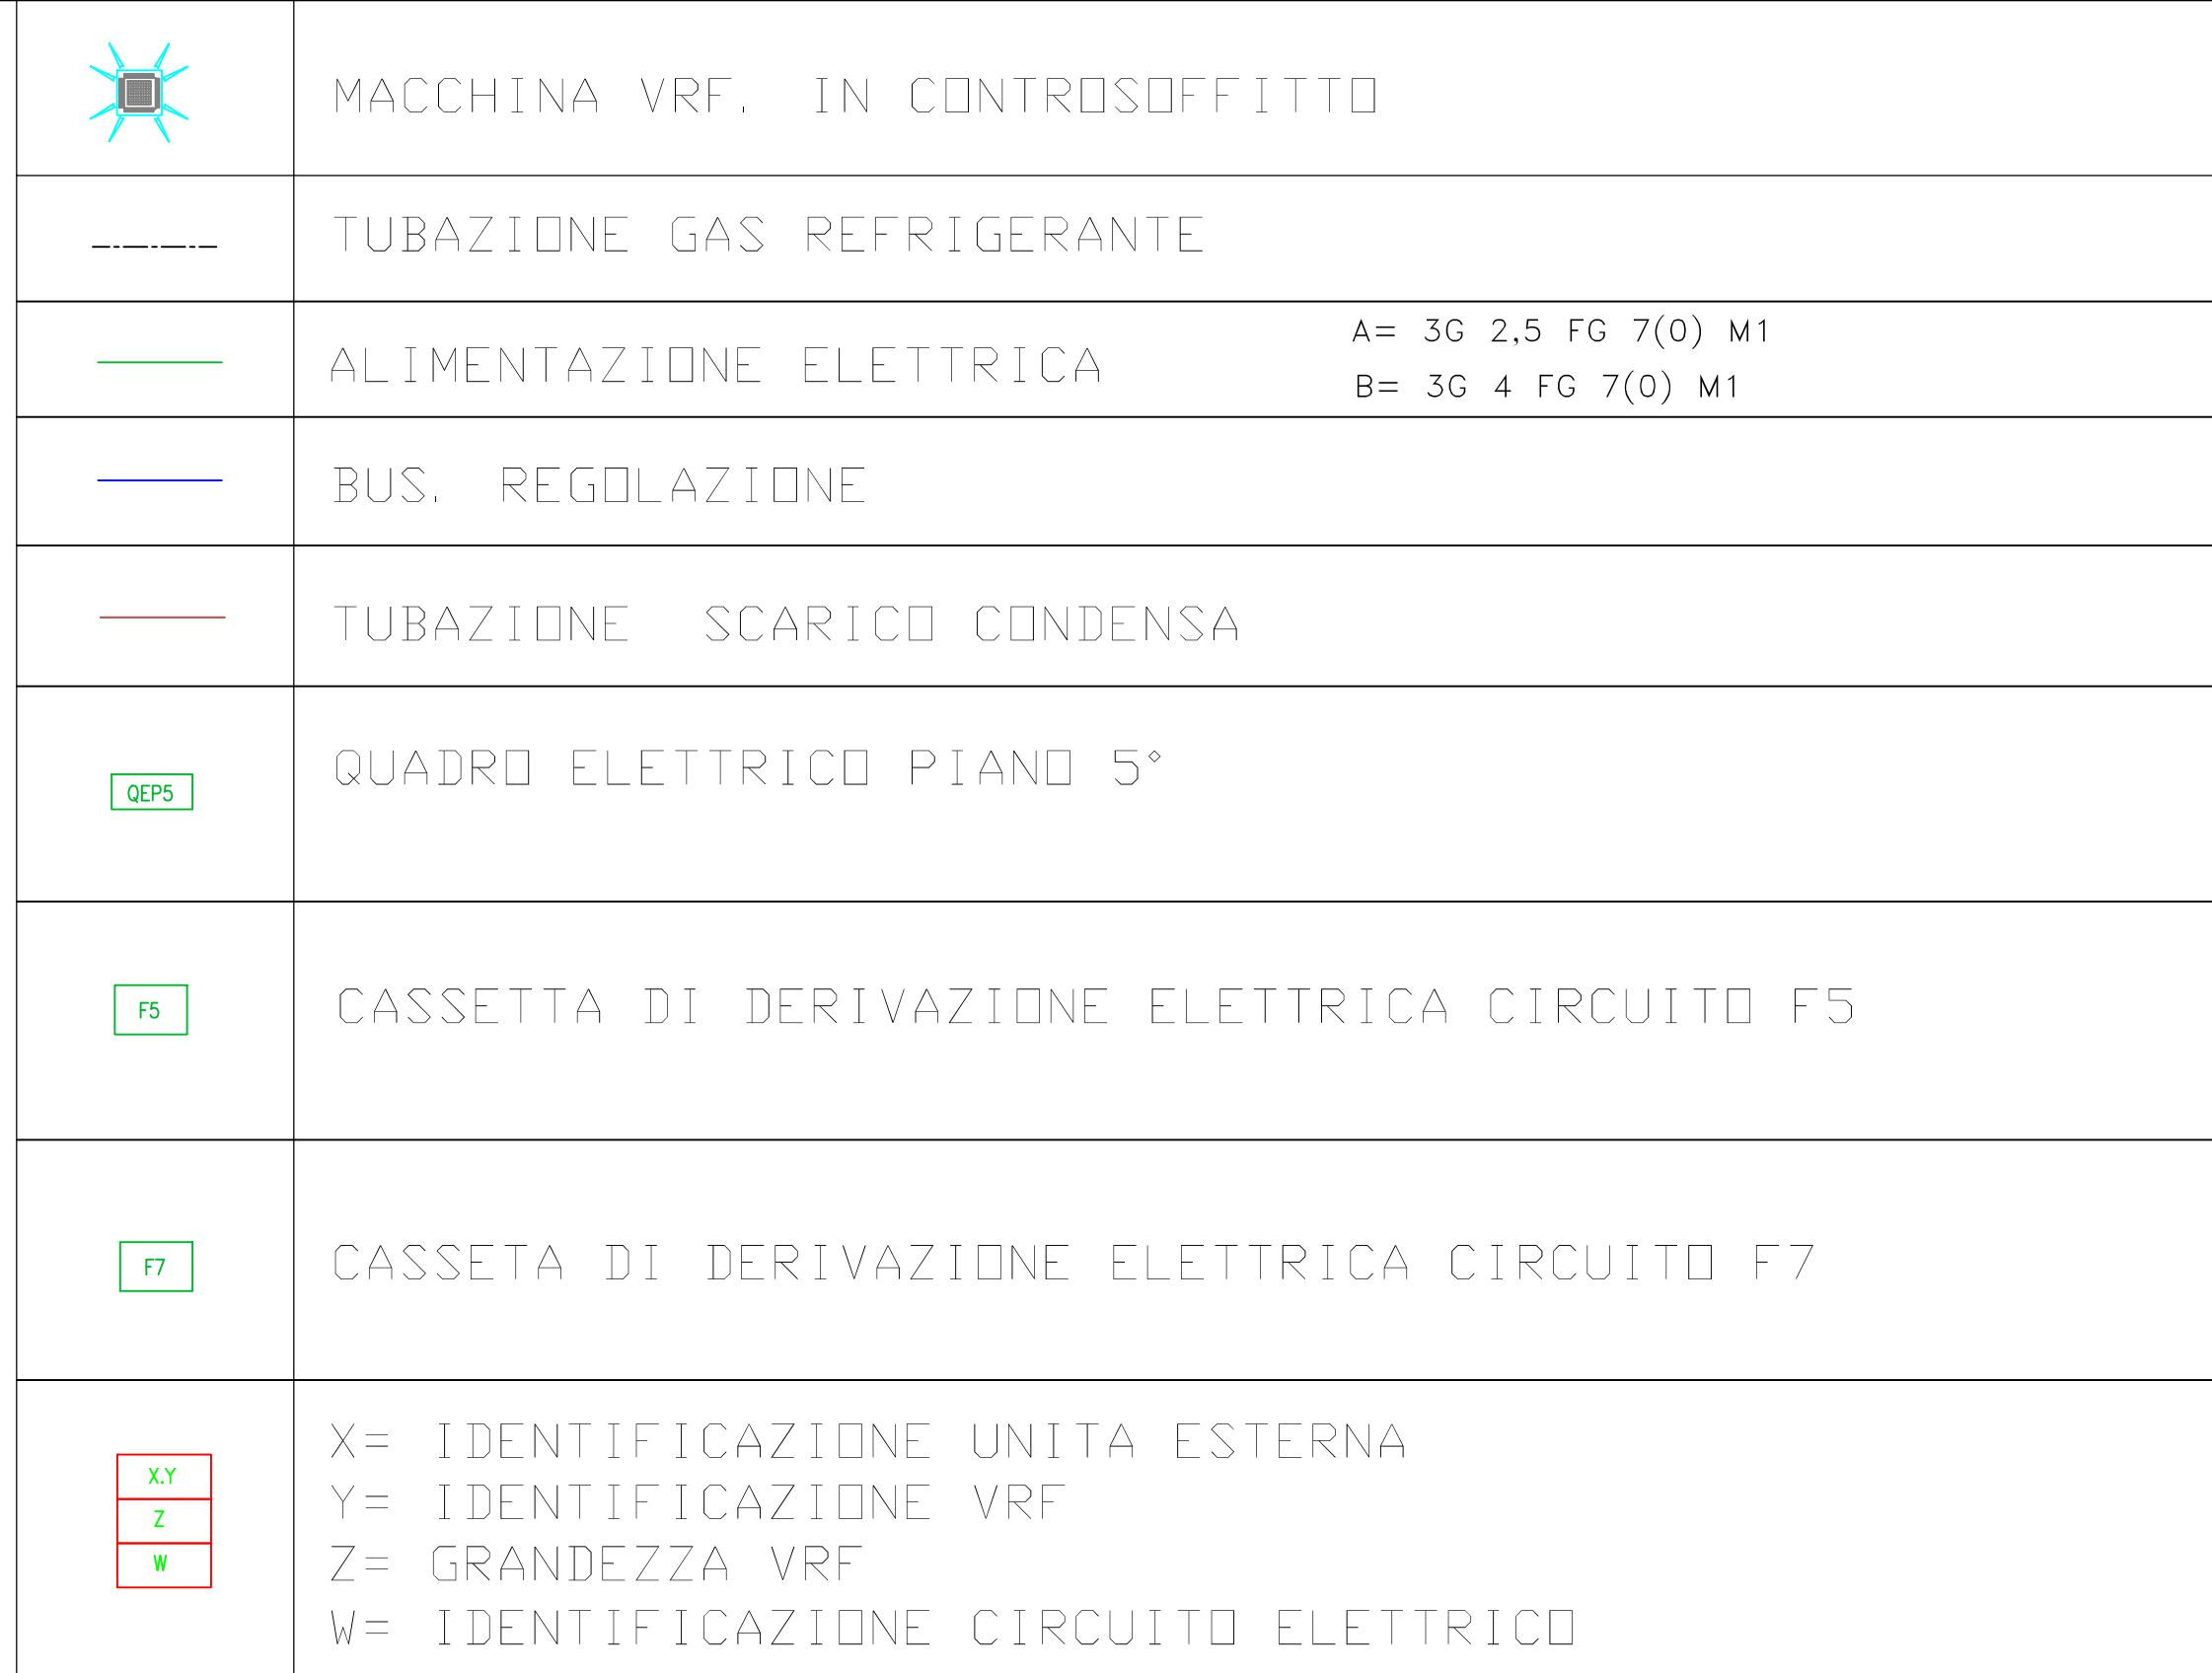 MACCHINA VRF. IN CONTROSOFFITTO
TUBAZIONE GAS REFRIGERANTE
ALIMENTAZIONE ELETTRICA
A= 3G 2,5 FG 7(O) M1
B= 3G 4 FG 7(O) M1
BUS. REGOLAZIONE
TUBAZIONE SCARICO CONDENSA
QEP5
QUADRO ELETTRICO PIANO 5°
F5
CASSETTA DI DERIVAZIONE ELETTRICA CIRCUITO F5
F7
CASSETA DI DERIVAZIONE ELETTRICA CIRCUITO F7
X.Y
Z
W
X= IDENTIFICAZIONE UNITA ESTERNA
Y= IDENTIFICAZIONE VRF
Z= GRANDEZZA VRF
W= IDENTIFICAZIONE CIRCUITO ELETTRICO